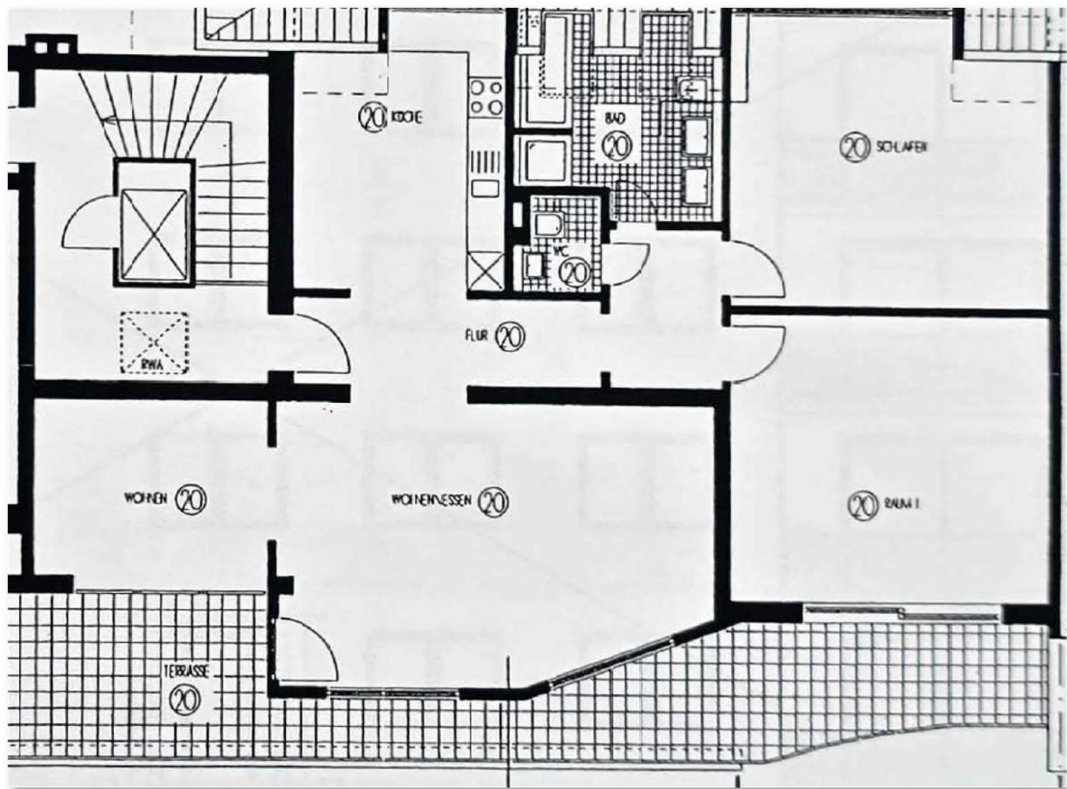 20 KÜCHE
BAD
20
20 SCHLAFEN
WC
20
FLUR 20
RWA
WOHNEN 20
WOHNEN/ESSEN 20
20 RAUM 1
TERRASSE
20